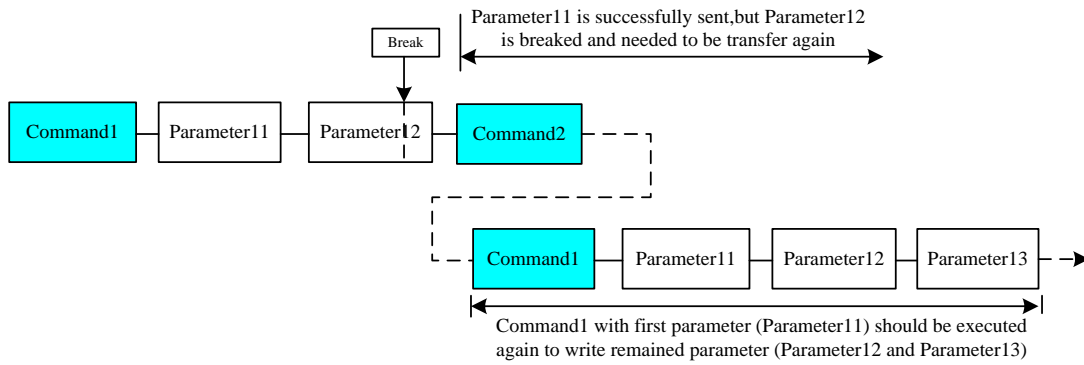 Parameter11 is successfully sent,but Parameter12
is breaked and needed to be transfer again
Break
Command1
Parameter11
Parameter12
Command2
Command1
Parameter11
Parameter12
Parameter13
Command1 with first parameter (Parameter11) should be executed
again to write remained parameter (Parameter12 and Parameter13)